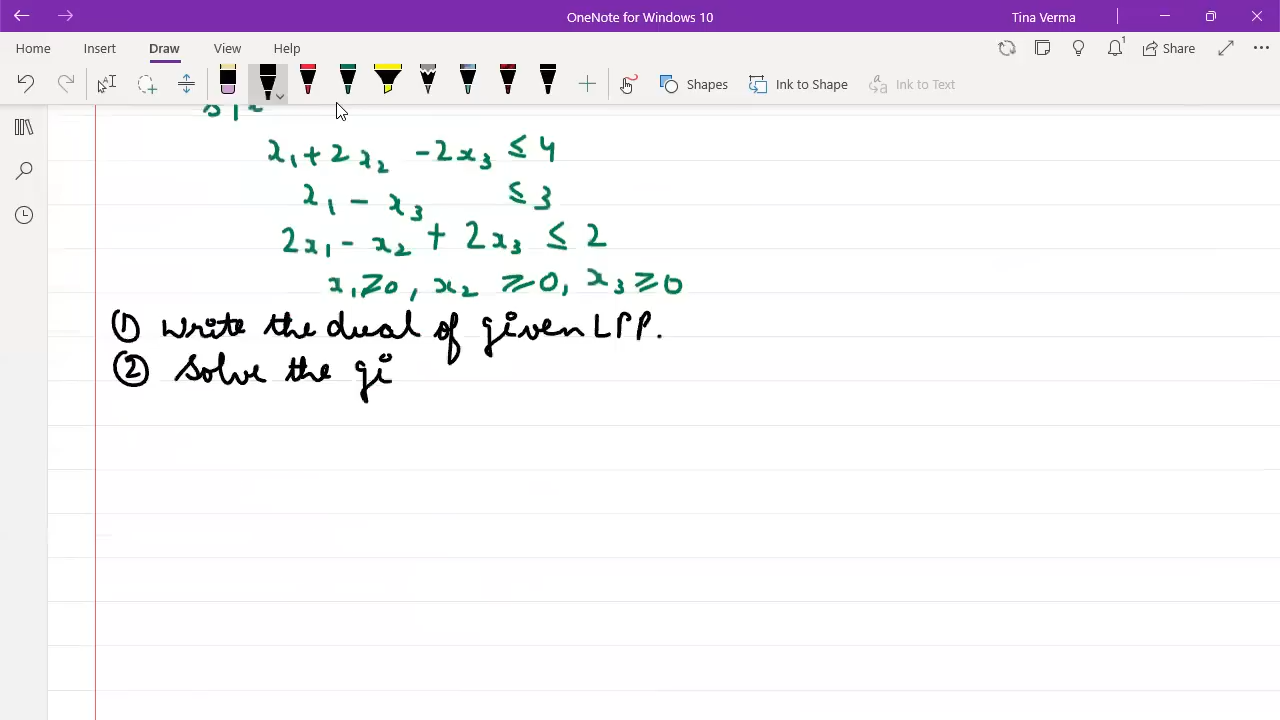 OneNote for Windows 10
Tina Verma
Home Insert Draw View Help
1
Share
Shapes
Ink to Shape
Ink to Text
x₁ + 2x₂ - 2x₃ ≤ 4
x₁ - x₃ ≤ 3
2x₁ - x₂ + 2x₃ ≤ 2
x₁ ≥ 0, x₂ ≥ 0, x₃ ≥ 0
① Write the dual of given LPP.
② Solve the gi